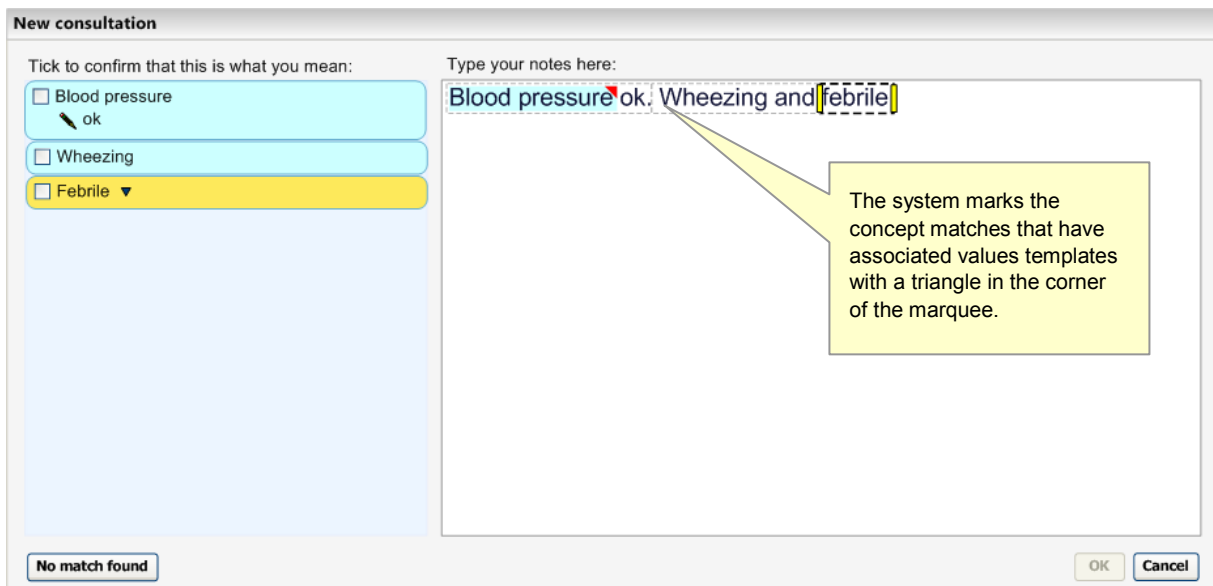 New consultation
Tick to confirm that this is what you mean:
Blood pressure
ok
Wheezing
Febrile
Type your notes here:
Blood pressure ok. Wheezing and febrile
The system marks the
concept matches that have
associated values templates
with a triangle in the corner
of the marquee.
No match found
OK
Cancel